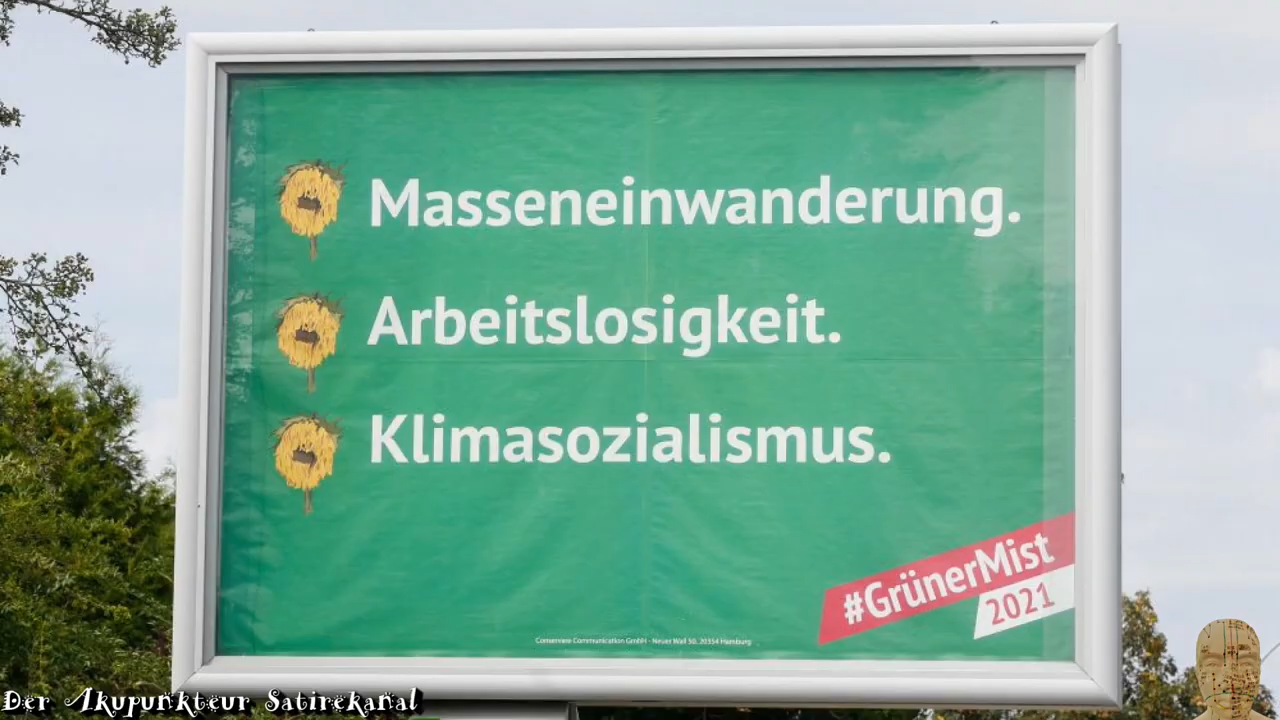 Masseneinwanderung.
Arbeitslosigkeit.
Klimasozialismus.
#GrünerMist
2021
Conservare Communication GmbH - Neuer Wall 50, 20354 Hamburg
Der Akupunkteur Satirekanal